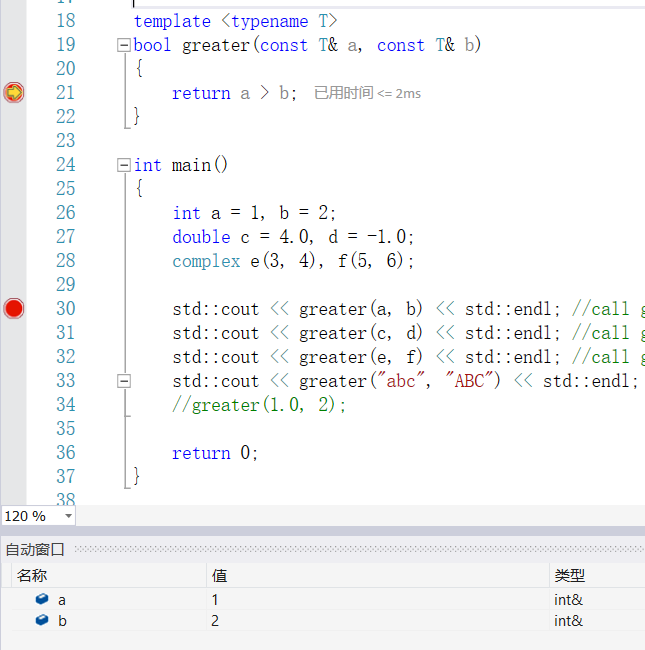 17
18 template <typename T>
19 bool greater(const T& a, const T& b)
20 {
21 return a > b; 已用时间 <= 2ms
22 }
23
24 int main()
25 {
26 int a = 1, b = 2;
27 double c = 4.0, d = -1.0;
28 complex e(3, 4), f(5, 6);
29
30 std::cout << greater(a, b) << std::endl; //call g
31 std::cout << greater(c, d) << std::endl; //call g
32 std::cout << greater(e, f) << std::endl; //call g
33 std::cout << greater("abc", "ABC") << std::endl;
34 //greater(1.0, 2);
35
36 return 0;
37 }
38
120 %
自动窗口
名称 值 类型
a 1 int&
b 2 int&